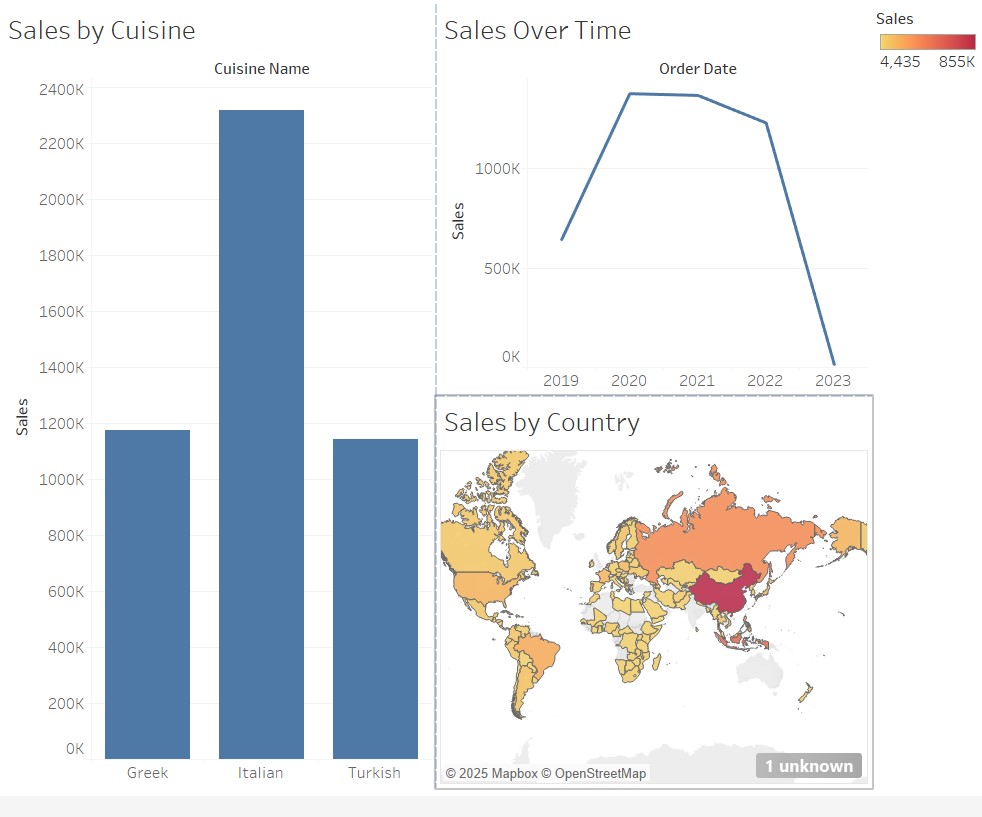 Sales by Cuisine
Cuisine Name
2400K
2200K
2000K
1800K
1600K
1400K
1200K
1000K
800K
600K
400K
200K
0K
Sales
Greek Italian Turkish
Sales Over Time
Order Date
1000K
500K
0K
Sales
2019 2020 2021 2022 2023
Sales
4,435 855K
Sales by Country
© 2025 Mapbox © OpenStreetMap
1 unknown